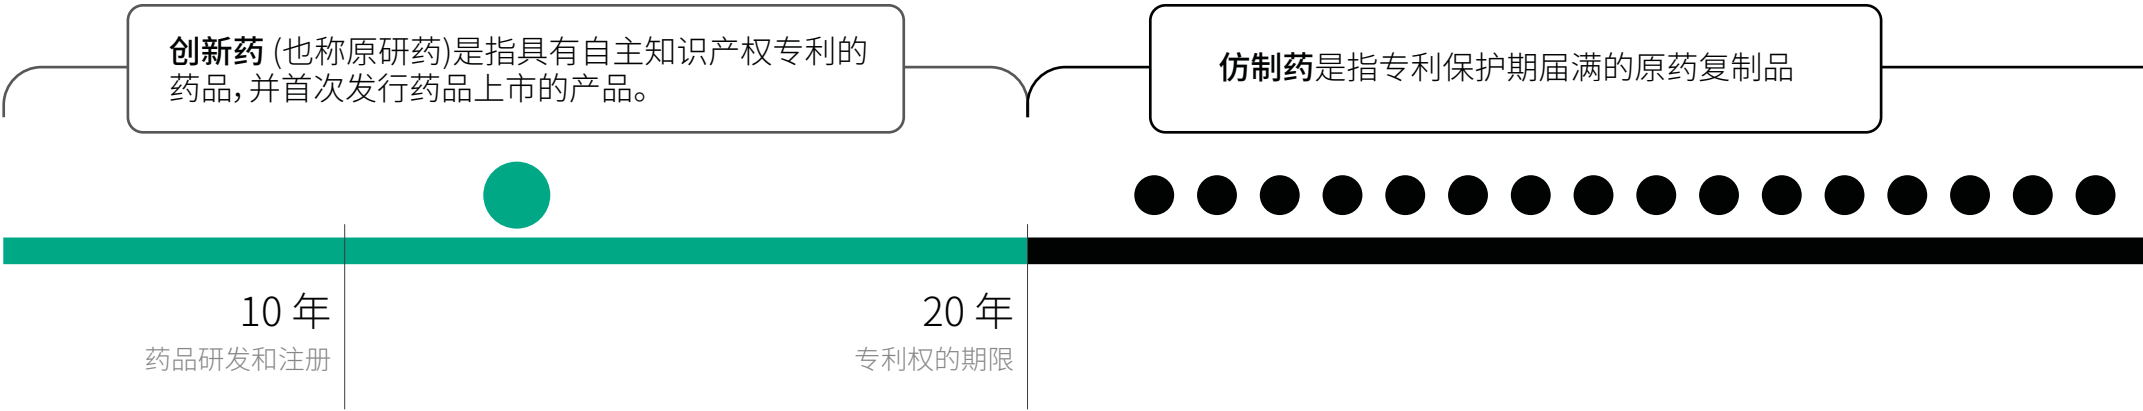 创新药 (也称原研药)是指具有自主知识产权专利的
药品，并首次发行药品上市的产品。
仿制药是指专利保护期届满的原药复制品
10 年
药品研发和注册
20 年
专利权的期限